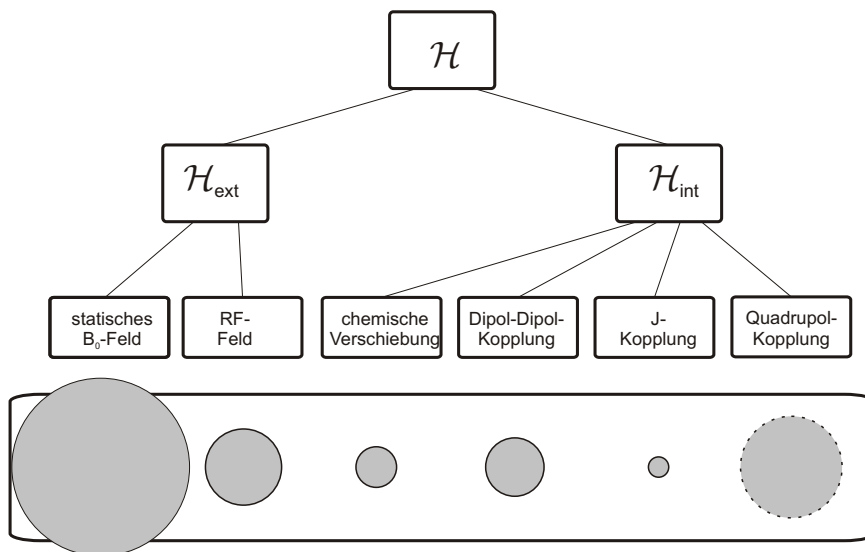 ℋ
ℋext
ℋint
statisches
B₀-Feld
RF-
Feld
chemische
Verschiebung
Dipol-Dipol-
Kopplung
J-
Kopplung
Quadrupol-
Kopplung